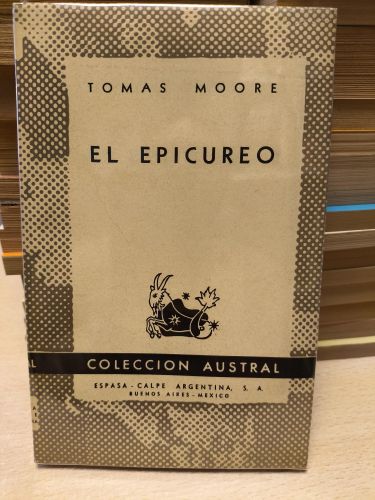 TOMAS MOORE
EL EPICUREO
COLECCION AUSTRAL
ESPASA - CALPE ARGENTINA, S. A.
BUENOS AIRES - MEXICO